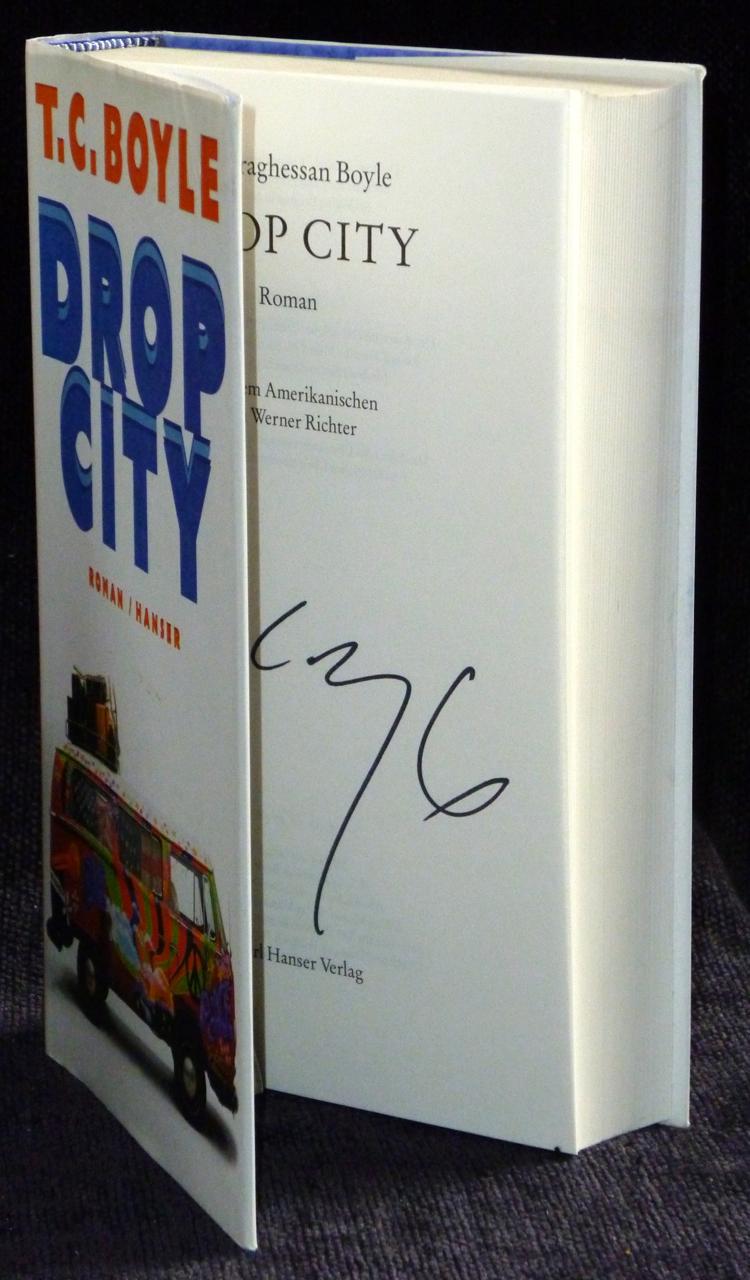 T.C. BOYLE
DROP
CITY
ROMAN / HANSER
raghessan Boyle
OP CITY
Roman
em Amerikanischen
Werner Richter
rl Hanser Verlag